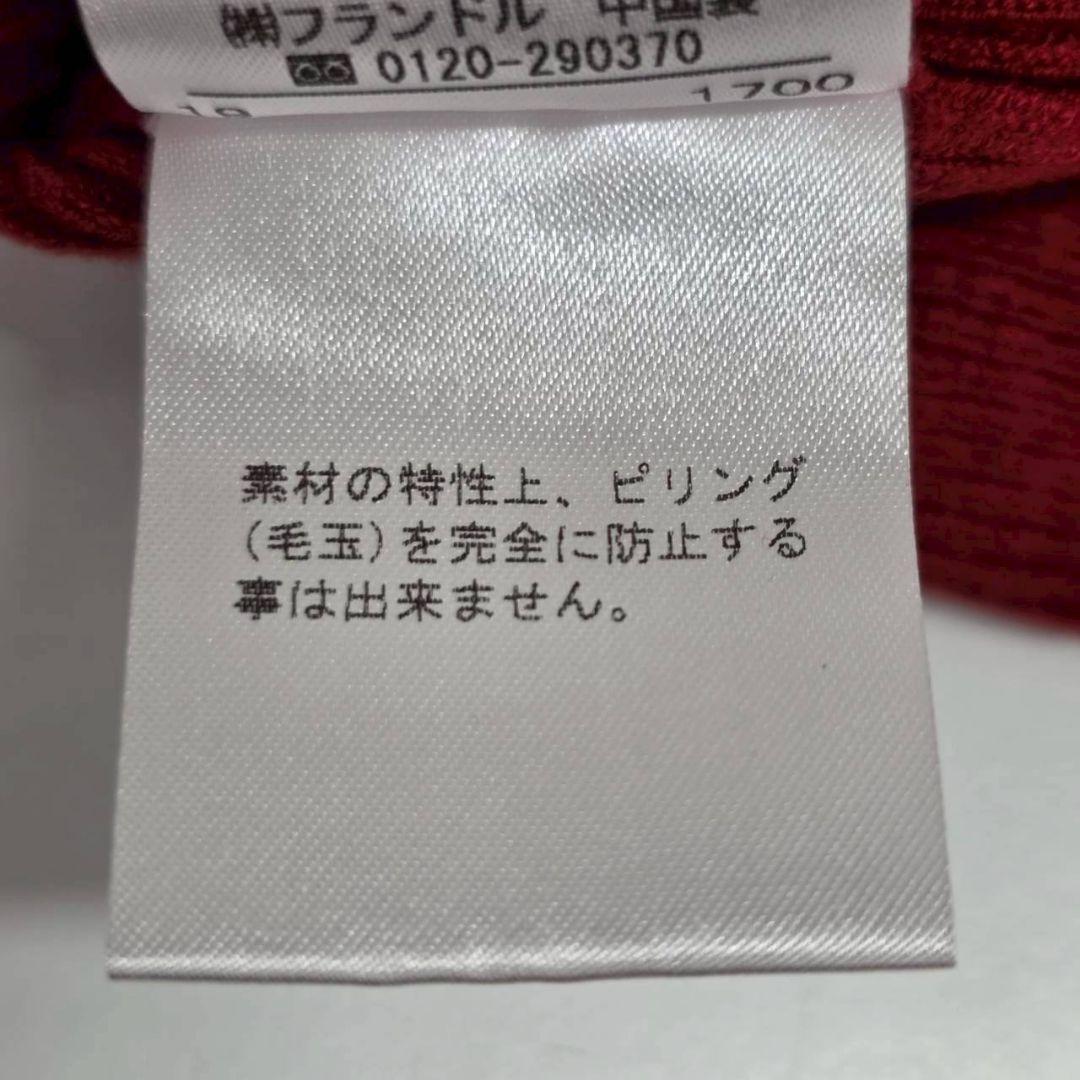 ㈱フランドル 中国製
0120-290370
19 1700
素材の特性上、ピリング
(毛玉)を完全に防止する
事は出来ません。